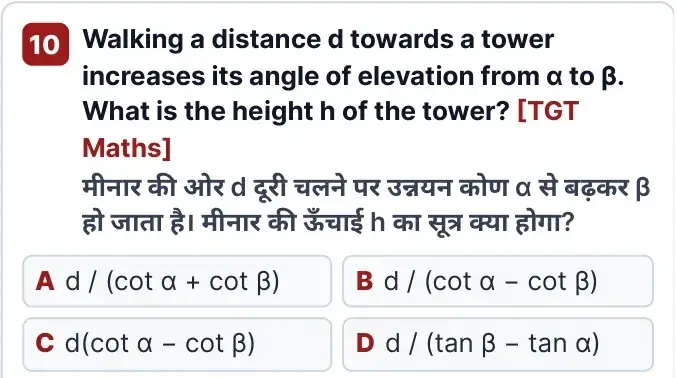 10 Walking a distance d towards a tower
increases its angle of elevation from α to β.
What is the height h of the tower? [TGT
Maths]
मीनार की ओर d दूरी चलने पर उन्नयन कोण α से बढ़कर β
हो जाता है। मीनार की ऊँचाई h का सूत्र क्या होगा?
A d / (cot α + cot β)
B d / (cot α − cot β)
C d(cot α − cot β)
D d / (tan β − tan α)